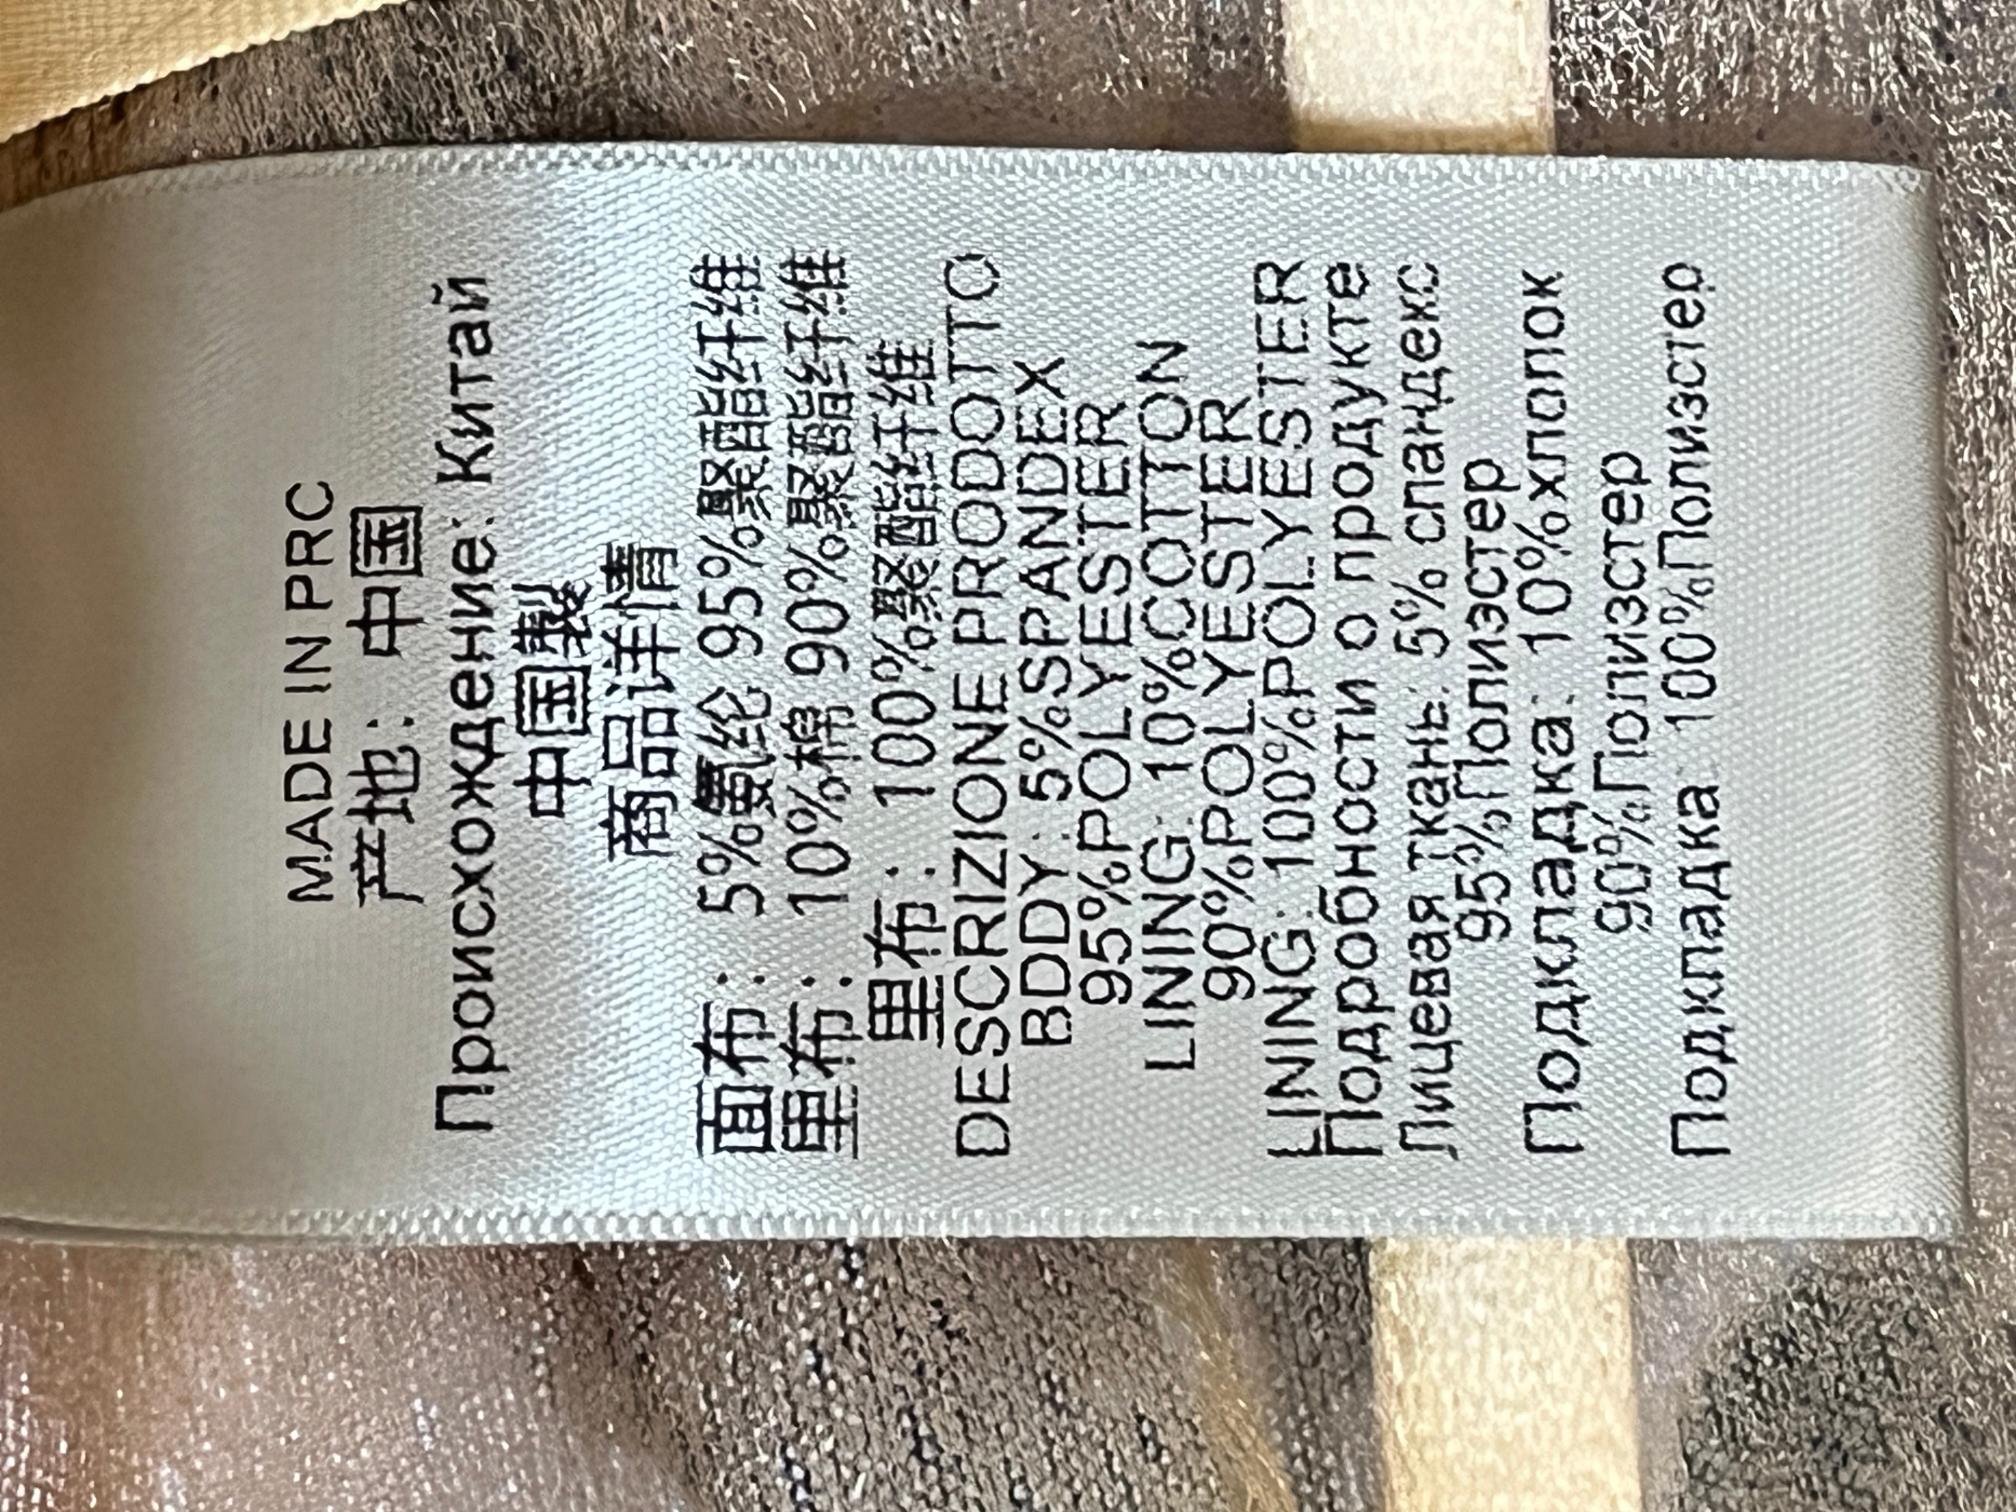 MADE IN PRC
产地：中国
Происхождение: Китай
中国製
商品详情
面布：5%氨纶 95%聚酯纤维
里布：10%棉 90%聚酯纤维
里布：100%聚酯纤维
DESCRIZIONE PRODOTTO
BDDY: 5%SPANDEX
95%POLYESTER
LINING: 10%COTTON
90%POLYESTER
LINING: 100%POLYESTER
Подробности о продукте
Лицевая ткань: 5% спандекс
95%Полиэстер
Подкладка: 10%хлопок
90%Полизстер
Подкладка: 100%Полизстер